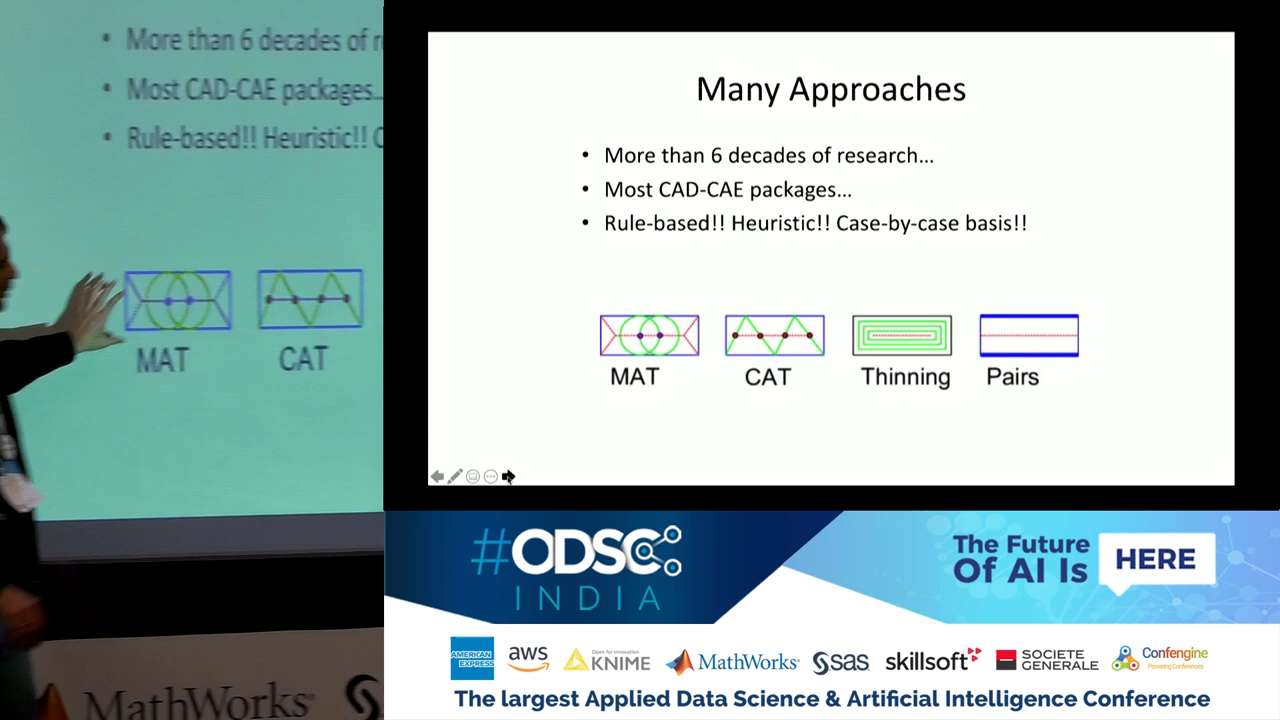 More than 6 decades of r
Most CAD-CAE packages..
Rule-based!! Heuristic!! C
MAT
CAT
MathWorks
S
Many Approaches
• More than 6 decades of research...
• Most CAD-CAE packages...
• Rule-based!! Heuristic!! Case-by-case basis!!
MAT
CAT
Thinning
Pairs
#ODSC
INDIA
The Future
Of AI Is
HERE
AMERICAN
EXPRESS
aws
Open for Innovation
KNIME
MathWorks®
sas
skillsoft
SOCIETE
GENERALE
Confengine
Powering Conferences
The largest Applied Data Science & Artificial Intelligence Conference